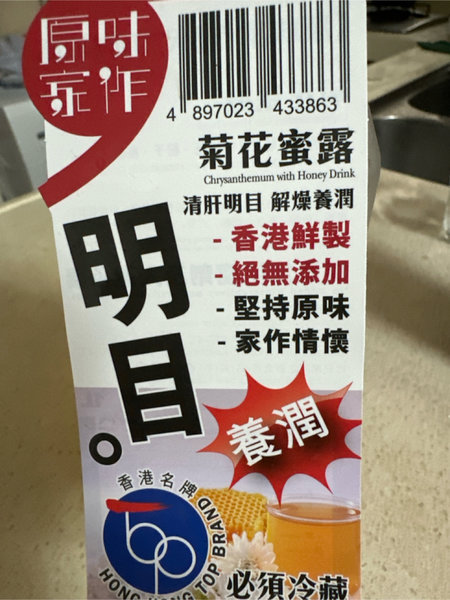 原味
家作
4 897023 433863
菊花蜜露
Chrysanthemum with Honey Drink
清肝明目 解燥養潤
- 香港鮮製
- 絕無添加
- 堅持原味
- 家作情懷
明目。
養潤
香港名牌
HONG KONG TOP BRAND
必須冷藏